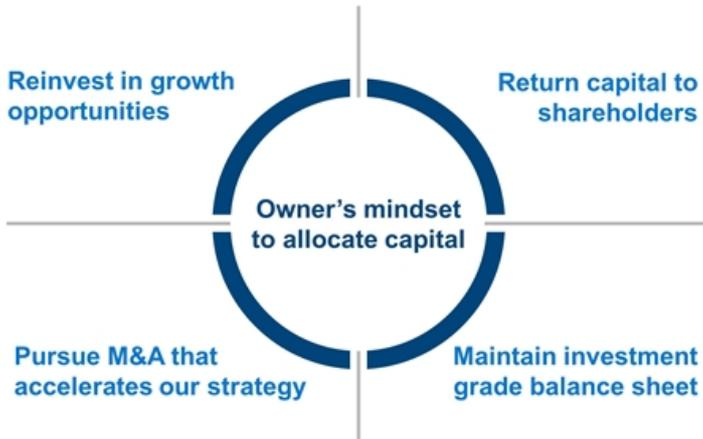 Reinvest in growth
opportunities
Return capital to
shareholders
Owner’s mindset
to allocate capital
Pursue M&A that
accelerates our strategy
Maintain investment
grade balance sheet